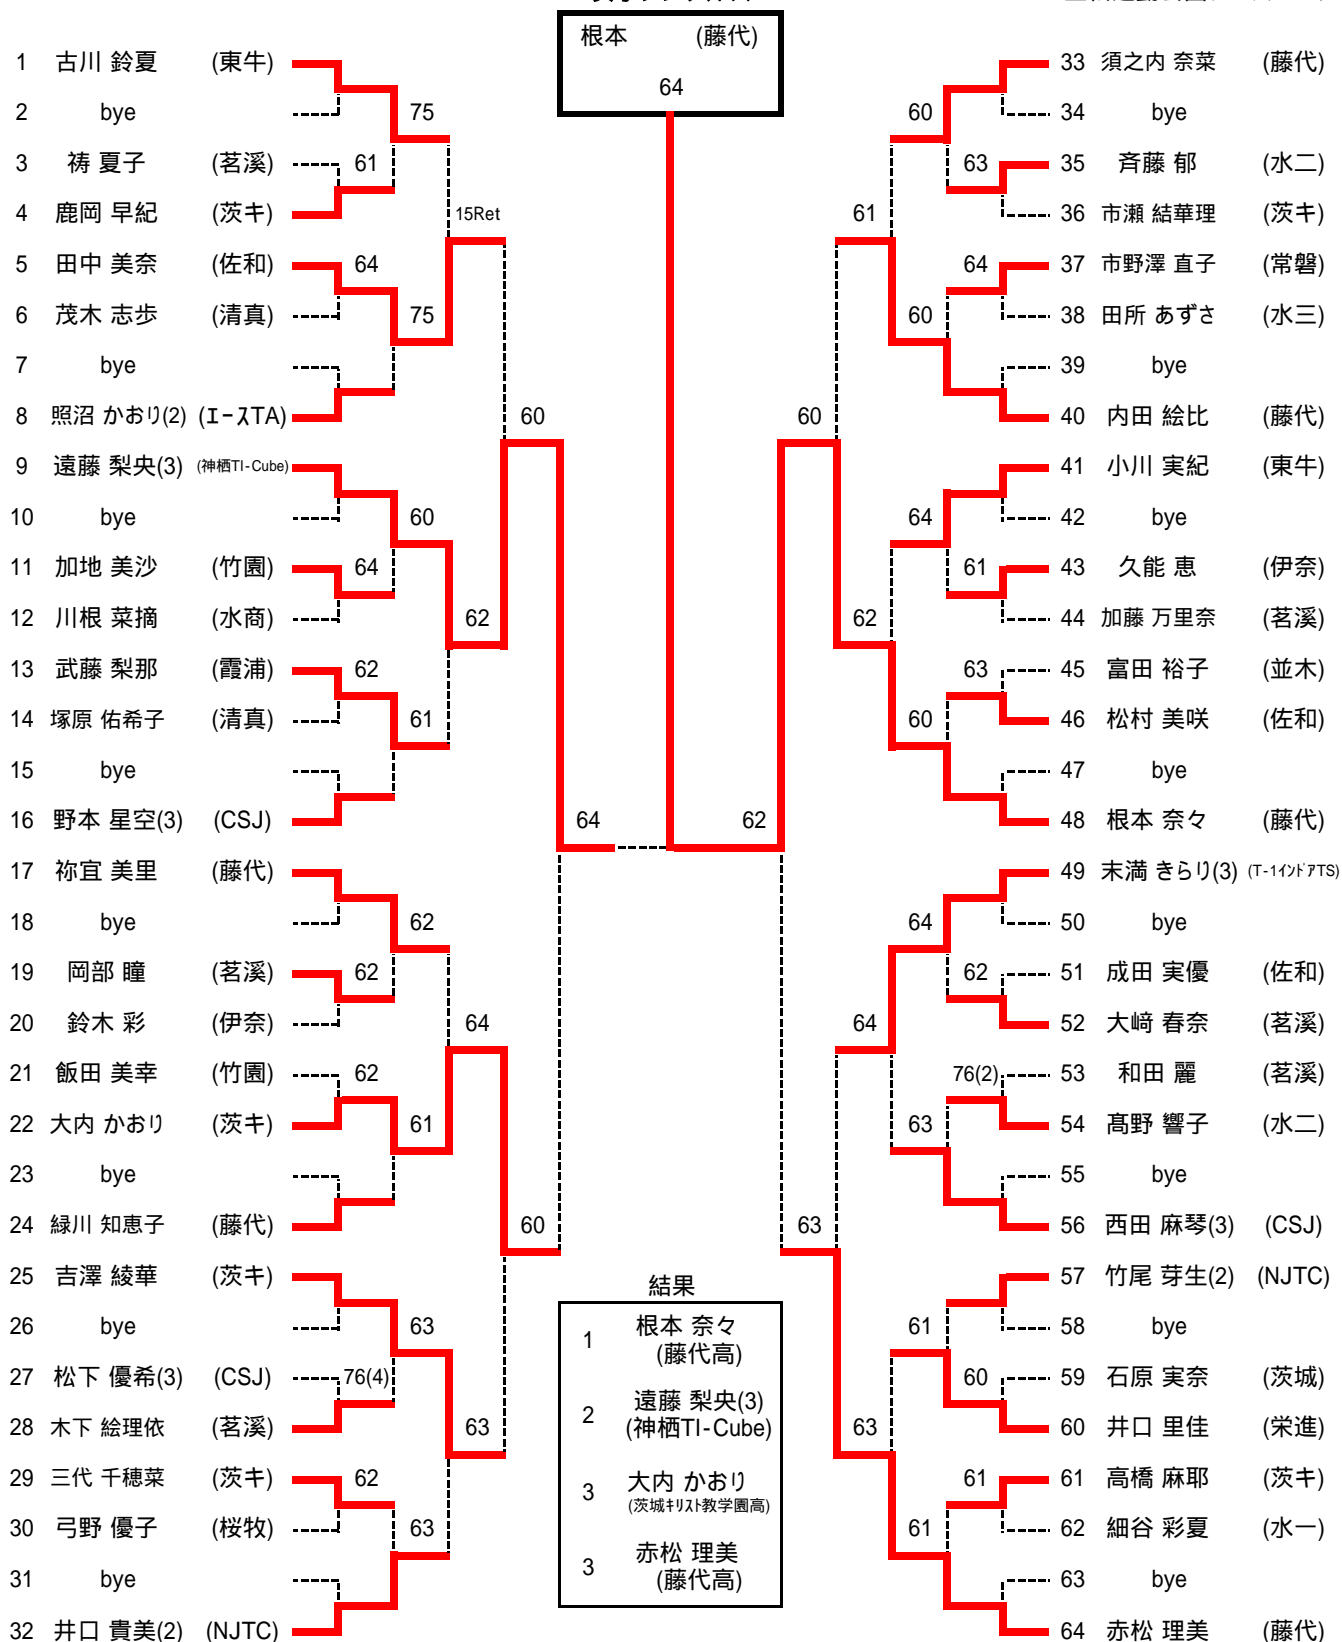 根本 (藤代)
64
1 古川 鈴夏 (東牛)
2 bye
75
3 祷 夏子 (茗溪)
61
4 鹿岡 早紀 (茨キ)
15Ret
5 田中 美奈 (佐和)
64
6 茂木 志歩 (清真)
75
7 bye
8 照沼 かおり(2) (エースTA)
60
9 遠藤 梨央(3) (神栖TI-Cube)
10 bye
60
11 加地 美沙 (竹園)
64
12 川根 菜摘 (水商)
62
13 武藤 梨那 (霞浦)
62
14 塚原 佑希子 (清真)
61
15 bye
16 野本 星空(3) (CSJ)
64
17 祢宜 美里 (藤代)
18 bye
62
19 岡部 瞳 (茗溪)
62
20 鈴木 彩 (伊奈)
64
21 飯田 美幸 (竹園)
62
22 大内 かおり (茨キ)
61
23 bye
24 緑川 知恵子 (藤代)
60
25 吉澤 綾華 (茨キ)
26 bye
63
27 松下 優希(3) (CSJ)
76(4)
28 木下 絵理依 (茗溪)
63
29 三代 千穂菜 (茨キ)
62
30 弓野 優子 (桜牧)
63
31 bye
32 井口 貴美(2) (NJTC)
33 須之内 奈菜 (藤代)
60
34 bye
63
35 斉藤 郁 (水二)
61
36 市瀬 結華理 (茨キ)
64
37 市野澤 直子 (常磐)
60
38 田所 あずさ (水三)
39 bye
60
40 内田 絵比 (藤代)
41 小川 実紀 (東牛)
64
42 bye
61
43 久能 恵 (伊奈)
62
44 加藤 万里奈 (茗溪)
63
45 富田 裕子 (並木)
60
46 松村 美咲 (佐和)
47 bye
62
48 根本 奈々 (藤代)
49 末満 きらり(3) (T-1インドアTS)
64
50 bye
62
51 成田 実優 (佐和)
64
52 大﨑 春奈 (茗溪)
76(2)
53 和田 麗 (茗溪)
63
54 髙野 響子 (水二)
55 bye
63
56 西田 麻琴(3) (CSJ)
57 竹尾 芽生(2) (NJTC)
61
58 bye
60
59 石原 実奈 (茨城)
63
60 井口 里佳 (栄進)
61
61 高橋 麻耶 (茨キ)
61
62 細谷 彩夏 (水一)
63 bye
64 赤松 理美 (藤代)
結果
1 根本 奈々
(藤代高)
2 遠藤 梨央(3)
(神栖TI-Cube)
3 大内 かおり
(茨城キリスト教学園高)
3 赤松 理美
(藤代高)